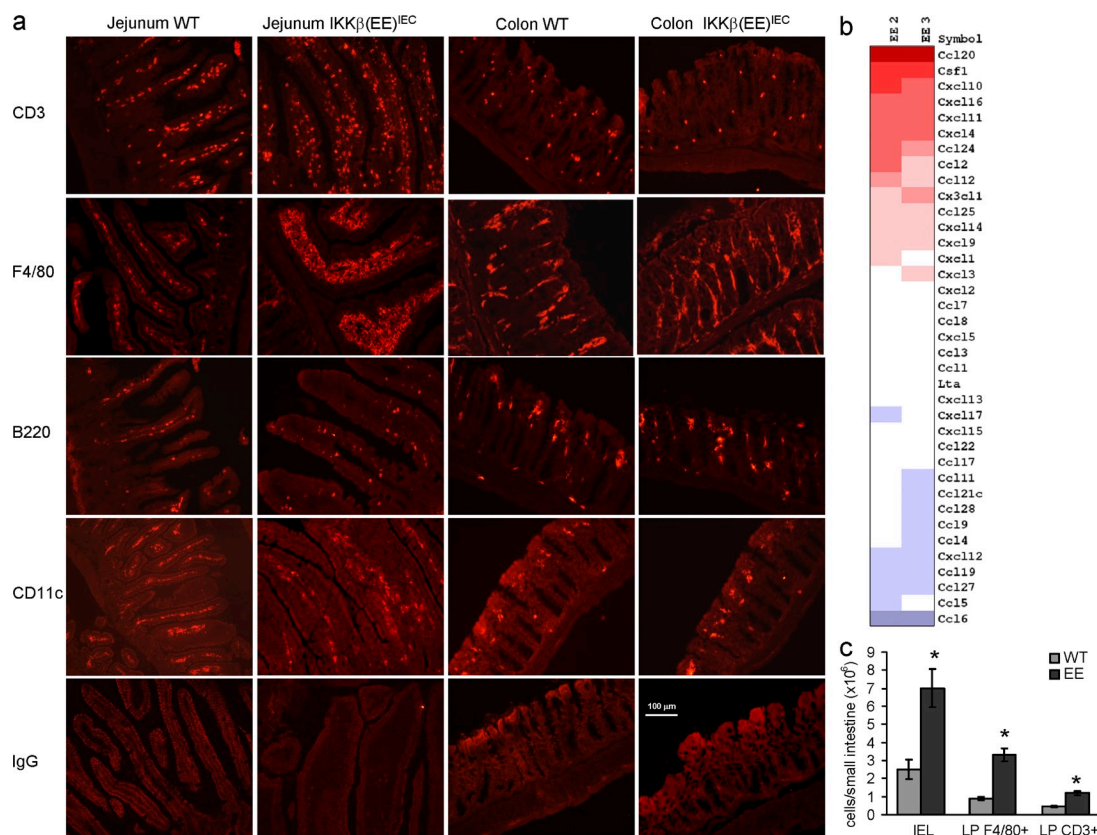 a
Jejunum WT
Jejunum IKKβ(EE)IEC
Colon WT
Colon IKKβ(EE)IEC
CD3
F4/80
B220
CD11c
IgG
100 μm
b
EE2
EE3
Symbol
Ccl20
Csf1
Cxcl10
Cxcl16
Cxcl11
Cxcl4
Ccl24
Ccl2
Ccl12
Cx3cl1
Ccl25
Cxcl14
Cxcl9
Cxcl1
Cxcl3
Cxcl2
Ccl7
Ccl8
Cxcl5
Ccl3
Ccl1
Lta
Cxcl13
Cxcl17
Cxcl15
Ccl22
Ccl17
Ccl11
Ccl21c
Ccl28
Ccl9
Ccl4
Cxcl12
Ccl19
Ccl27
Ccl5
Ccl6
c
cells/small intestine (x10⁶)
9
8
7
6
5
4
3
2
1
0
WT
EE
*
*
*
IEL
LP F4/80+
LP CD3+